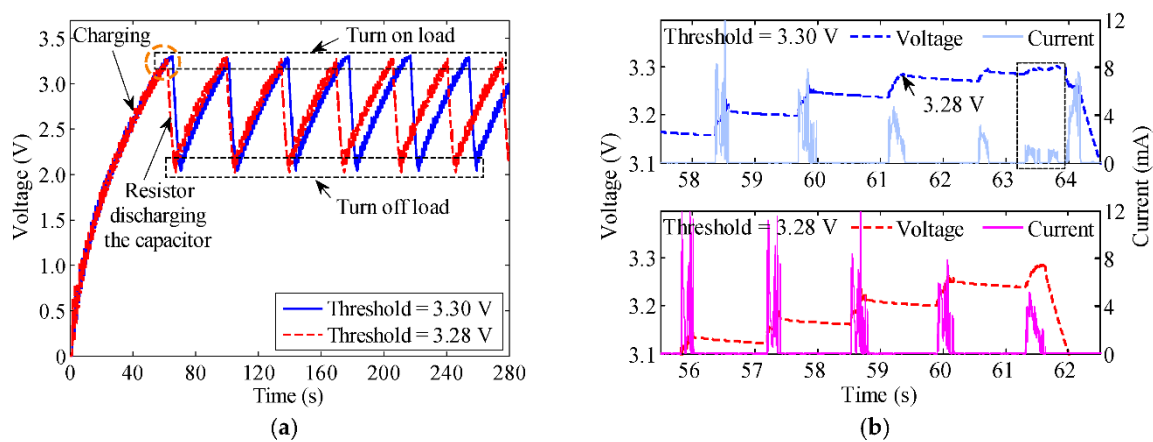 3.5
3.0
2.5
2.0
1.5
1.0
0.5
0
Voltage (V)
Charging
Turn on load
Resistor
discharging
the capacitor
Turn off load
Threshold = 3.30 V
Threshold = 3.28 V
0 40 80 120 160 200 240 280
Time (s)
(a)
Threshold = 3.30 V Voltage Current
3.28 V
3.3
3.2
3.1
12
8
4
0
58 59 60 61 62 63 64
Threshold = 3.28 V Voltage Current
3.3
3.2
3.1
12
8
4
0
56 57 58 59 60 61 62
Voltage (V)
Current (mA)
Time (s)
(b)